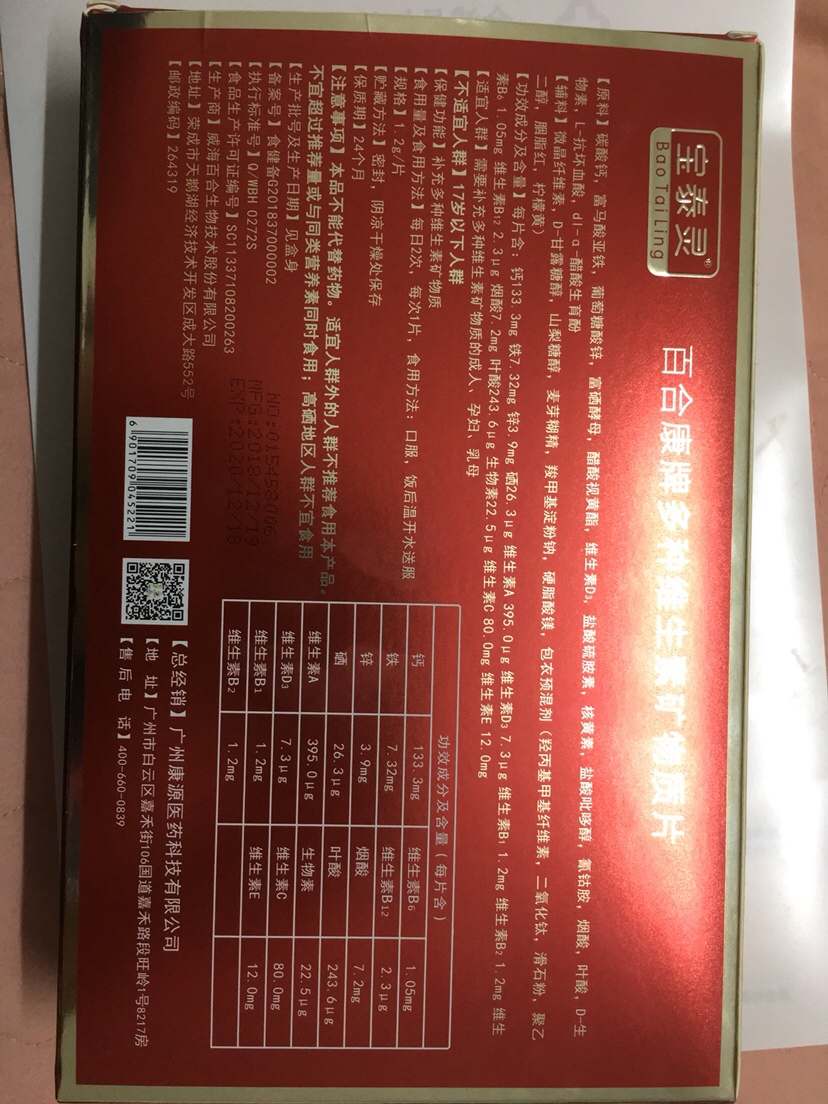 宝泰灵®
BaoTaiLing
百合康牌多种维生素矿物质片
【原料】碳酸钙，富马酸亚铁，葡萄糖酸锌，富硒酵母，醋酸视黄酯，维生素D₃，盐酸硫胺素，核黄素，盐酸吡哆醇，氰钴胺，烟酸，叶酸，D-生
物素，L-抗坏血酸，dl-α-醋酸生育酚
【辅料】微晶纤维素，D-甘露糖醇，山梨糖醇，麦芽糊精，羧甲基淀粉钠，硬脂酸镁，包衣预混剂（羟丙基甲基纤维素，二氧化钛，滑石粉，聚乙
二醇，胭脂红，柠檬黄）
【功效成分及含量】每片含：钙133.3mg 铁7.32mg 锌3.9mg 硒26.3μg 维生素A 395.0μg 维生素D₃ 7.3μg 维生素B₁ 1.2mg 维生素B₂ 1.2mg 维生
素B₆ 1.05mg 维生素B₁₂ 2.3μg 烟酸7.2mg 叶酸243.6μg 生物素22.5μg 维生素C 80.0mg 维生素E 12.0mg
【适宜人群】需要补充多种维生素矿物质的成人、孕妇、乳母
【不适宜人群】17岁以下人群
【保健功能】补充多种维生素矿物质
【食用量及食用方法】每日2次，每次1片，食用方法：口服，饭后温开水送服
【规格】1.2g/片
【贮藏方法】密封，阴凉干燥处保存
【保质期】24个月
【注意事项】本品不能代替药物。适宜人群外的人群不推荐食用本产品。
不宜超过推荐量或与同类营养素同时食用；高硒地区人群不宜食用
【生产批号及生产日期】见盒身
【备案号】食健备G201837000002
【执行标准号】Q/WBH 0272S
【食品生产许可证编号】SC11337108200263
【生产商】威海百合生物技术股份有限公司
【地址】荣成市天鹅湖经济技术开发区成大路552号
【邮政编码】264319
NO:015458006
MFG:2018/12/19
EXP:2020/12/18
6 901709 045221
功效成分及含量（每片含）
钙 133.3mg 维生素B₆ 1.05mg
铁 7.32mg 维生素B₁₂ 2.3μg
锌 3.9mg 烟酸 7.2mg
硒 26.3μg 叶酸 243.6μg
维生素A 395.0μg 生物素 22.5μg
维生素D₃ 7.3μg 维生素C 80.0mg
维生素B₁ 1.2mg 维生素E 12.0mg
维生素B₂ 1.2mg
【总经销】广州康源医药科技有限公司
【地 址】广州市白云区嘉禾街106国道嘉禾路段旺岭1号8217房
【售后电 话】400-660-0839